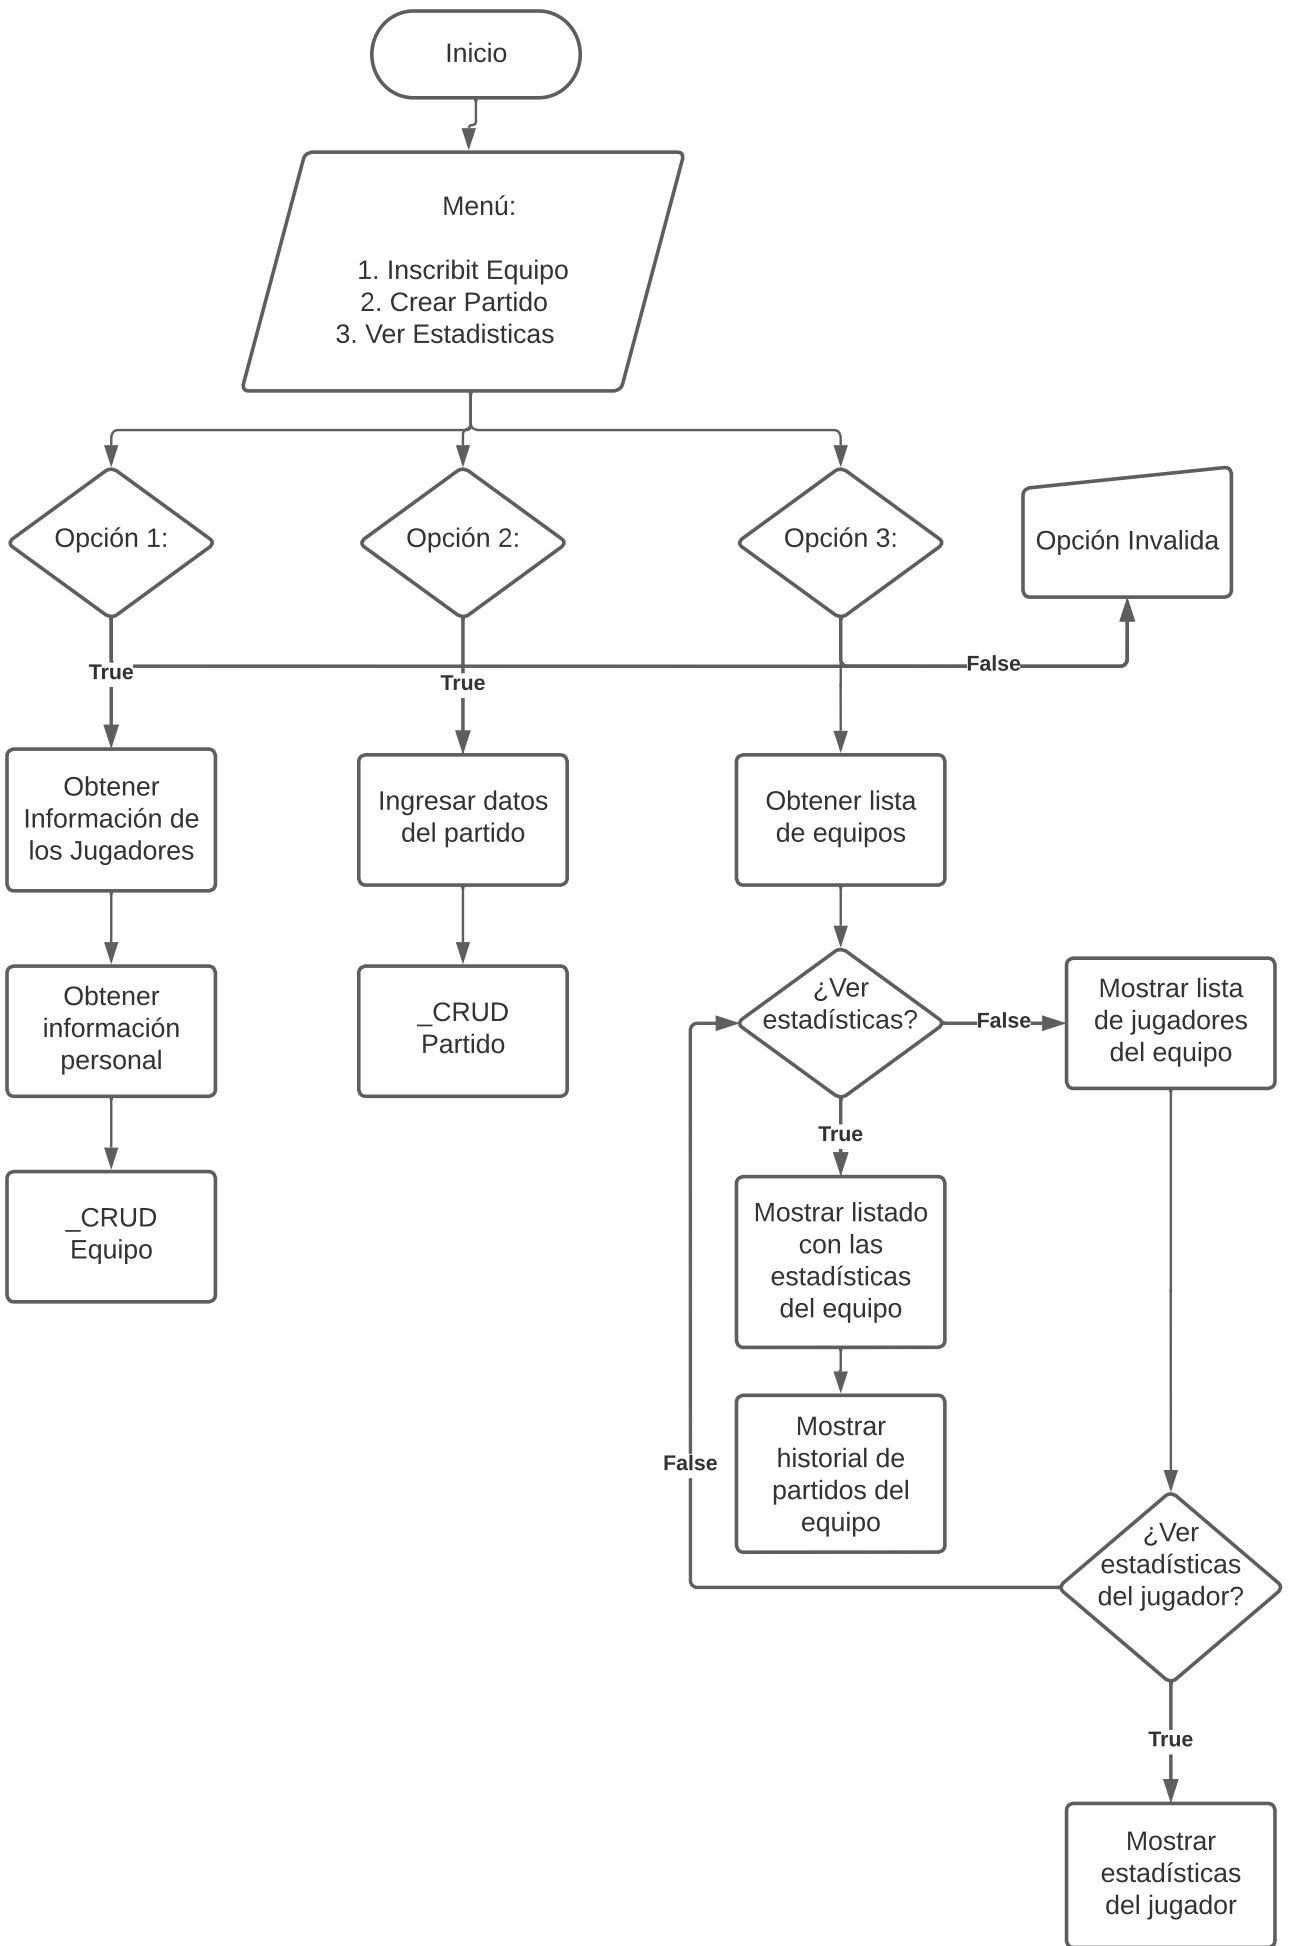 Inicio
Menú:
1. Inscribit Equipo
2. Crear Partido
3. Ver Estadisticas
Opción 1:
Opción 2:
Opción 3:
Opción Invalida
True
True
False
Obtener
Información de
los Jugadores
Ingresar datos
del partido
Obtener lista
de equipos
Obtener
información
personal
_CRUD
Partido
¿Ver
estadísticas?
False
Mostrar lista
de jugadores
del equipo
True
_CRUD
Equipo
Mostrar listado
con las
estadísticas
del equipo
Mostrar
historial de
partidos del
equipo
False
¿Ver
estadísticas
del jugador?
True
Mostrar
estadísticas
del jugador